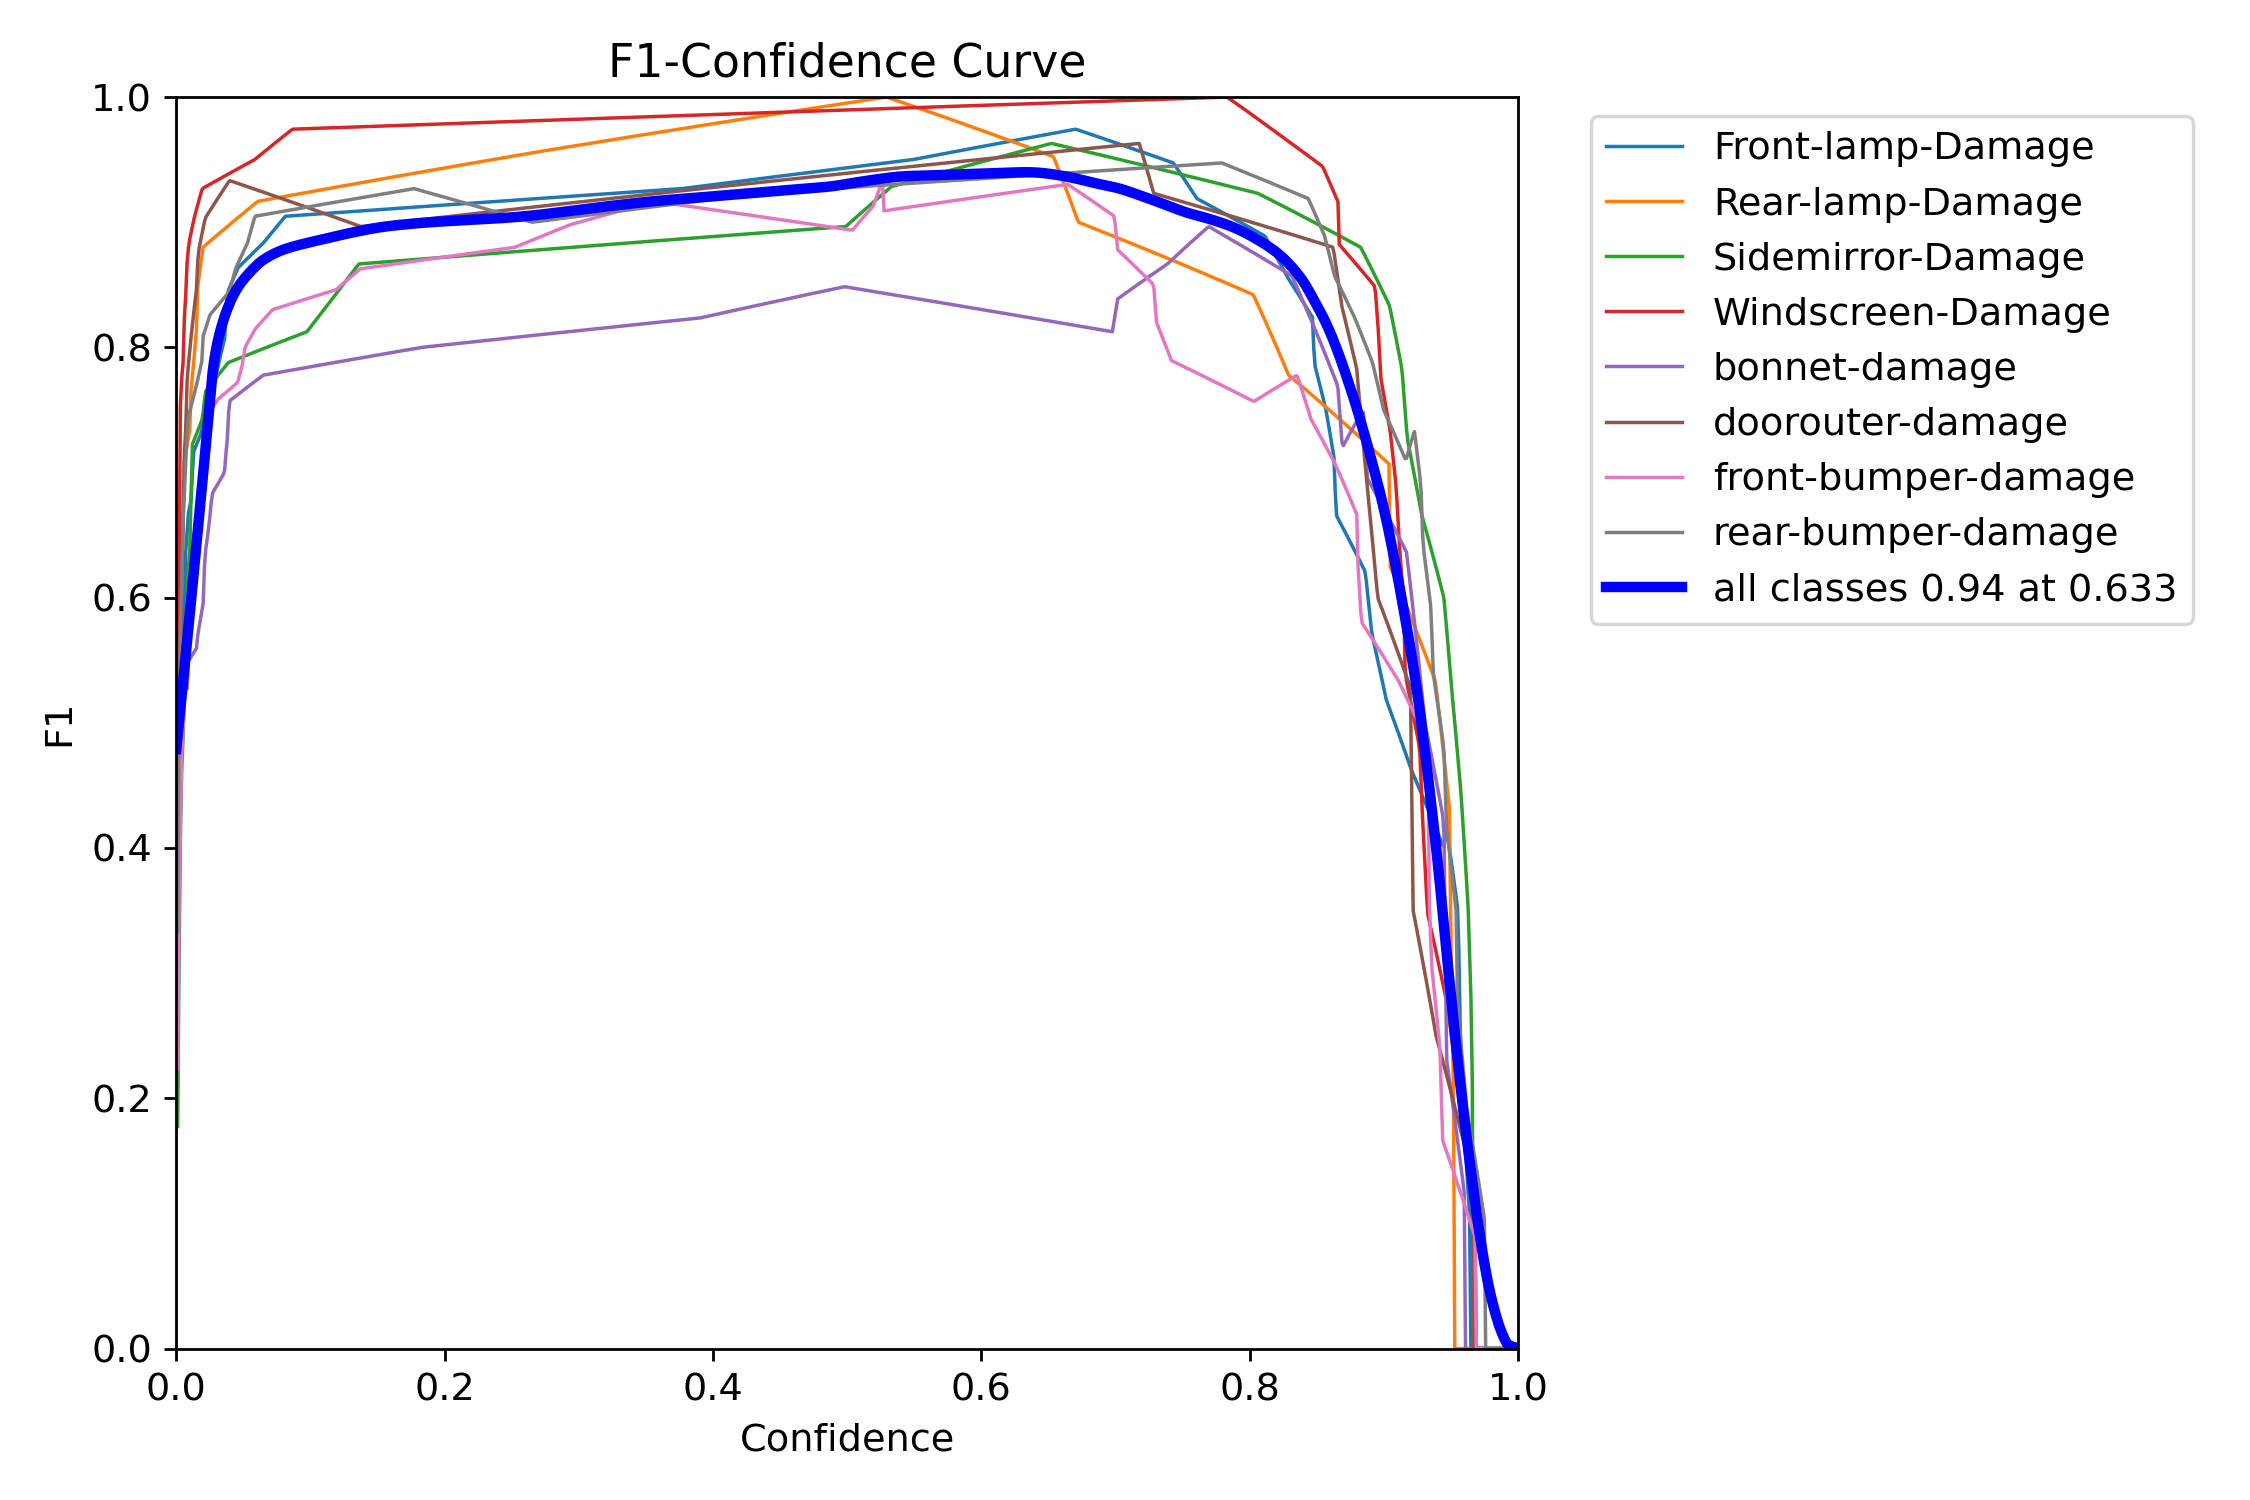 F1-Confidence Curve
1.0
0.8
0.6
0.4
0.2
0.0
F1
0.0 0.2 0.4 0.6 0.8 1.0
Confidence
Front-lamp-Damage
Rear-lamp-Damage
Sidemirror-Damage
Windscreen-Damage
bonnet-damage
doorouter-damage
front-bumper-damage
rear-bumper-damage
all classes 0.94 at 0.633